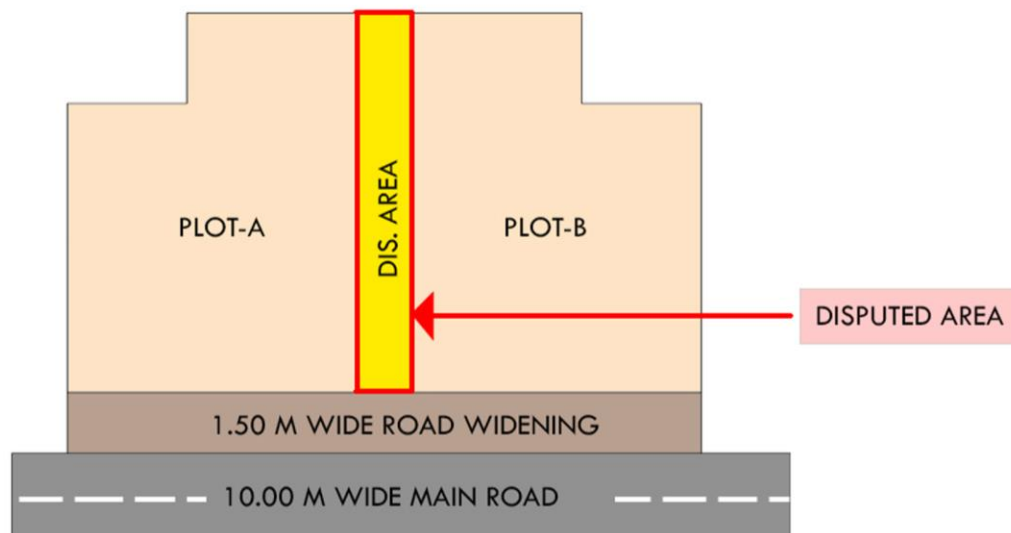 PLOT-A
DIS. AREA
PLOT-B
DISPUTED AREA
1.50 M WIDE ROAD WIDENING
10.00 M WIDE MAIN ROAD